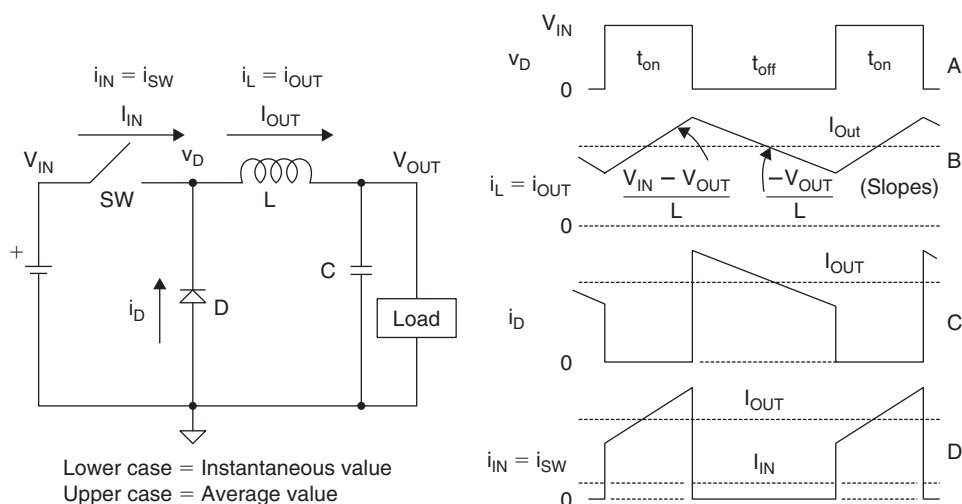 i_IN = i_SW
i_L = i_OUT
I_IN
I_OUT
V_IN
v_D
V_OUT
SW
L
+
C
i_D
D
Load
Lower case = Instantaneous value
Upper case = Average value
V_IN
v_D
t_on
t_off
t_on
A
0
I_Out
B
i_L = i_OUT
V_IN − V_OUT
L
−V_OUT
L
(Slopes)
0
I_OUT
i_D
C
0
I_OUT
D
i_IN = i_SW
I_IN
0